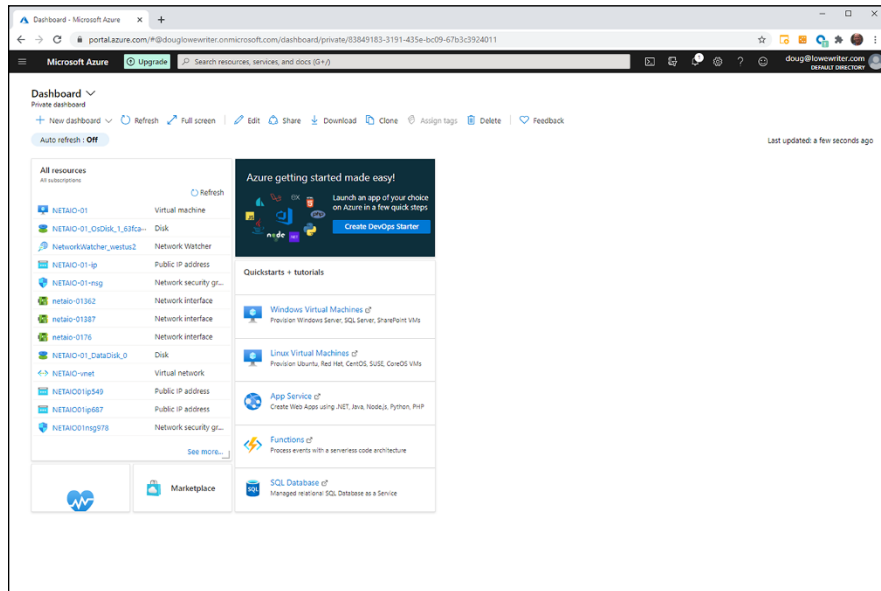 Dashboard - Microsoft Azure
portal.azure.com/#@douglowewriter.onmicrosoft.com/dashboard/private/83849183-3191-435e-bc09-67b3c3924011
Microsoft Azure
Upgrade
Search resources, services, and docs (G+/)
doug@lowewriter.com
DEFAULT DIRECTORY
Dashboard
Private dashboard
New dashboard Refresh Full screen Edit Share Download Clone Assign tags Delete Feedback
Auto refresh : Off
Last updated: a few seconds ago
All resources
All subscriptions
Refresh
NETAIO-01 Virtual machine
NETAIO-01_OsDisk_1_63fca··· Disk
NetworkWatcher_westus2 Network Watcher
NETAIO-01-ip Public IP address
NETAIO-01-nsg Network security gr...
netaio-01362 Network interface
netaio-01387 Network interface
netaio-0176 Network interface
NETAIO-01_DataDisk_0 Disk
NETAIO-vnet Virtual network
NETAIO01ip549 Public IP address
NETAIO01ip687 Public IP address
NETAIO01nsg978 Network security gr...
See more...
Marketplace
Azure getting started made easy!
Launch an app of your choice
on Azure in a few quick steps
Create DevOps Starter
JS
php
node
Quickstarts + tutorials
Windows Virtual Machines
Provision Windows Server, SQL Server, SharePoint VMs
Linux Virtual Machines
Provision Ubuntu, Red Hat, CentOS, SUSE, CoreOS VMs
App Service
Create Web Apps using .NET, Java, Node.js, Python, PHP
Functions
Process events with a serverless code architecture
SQL
SQL Database
Managed relational SQL Database as a Service